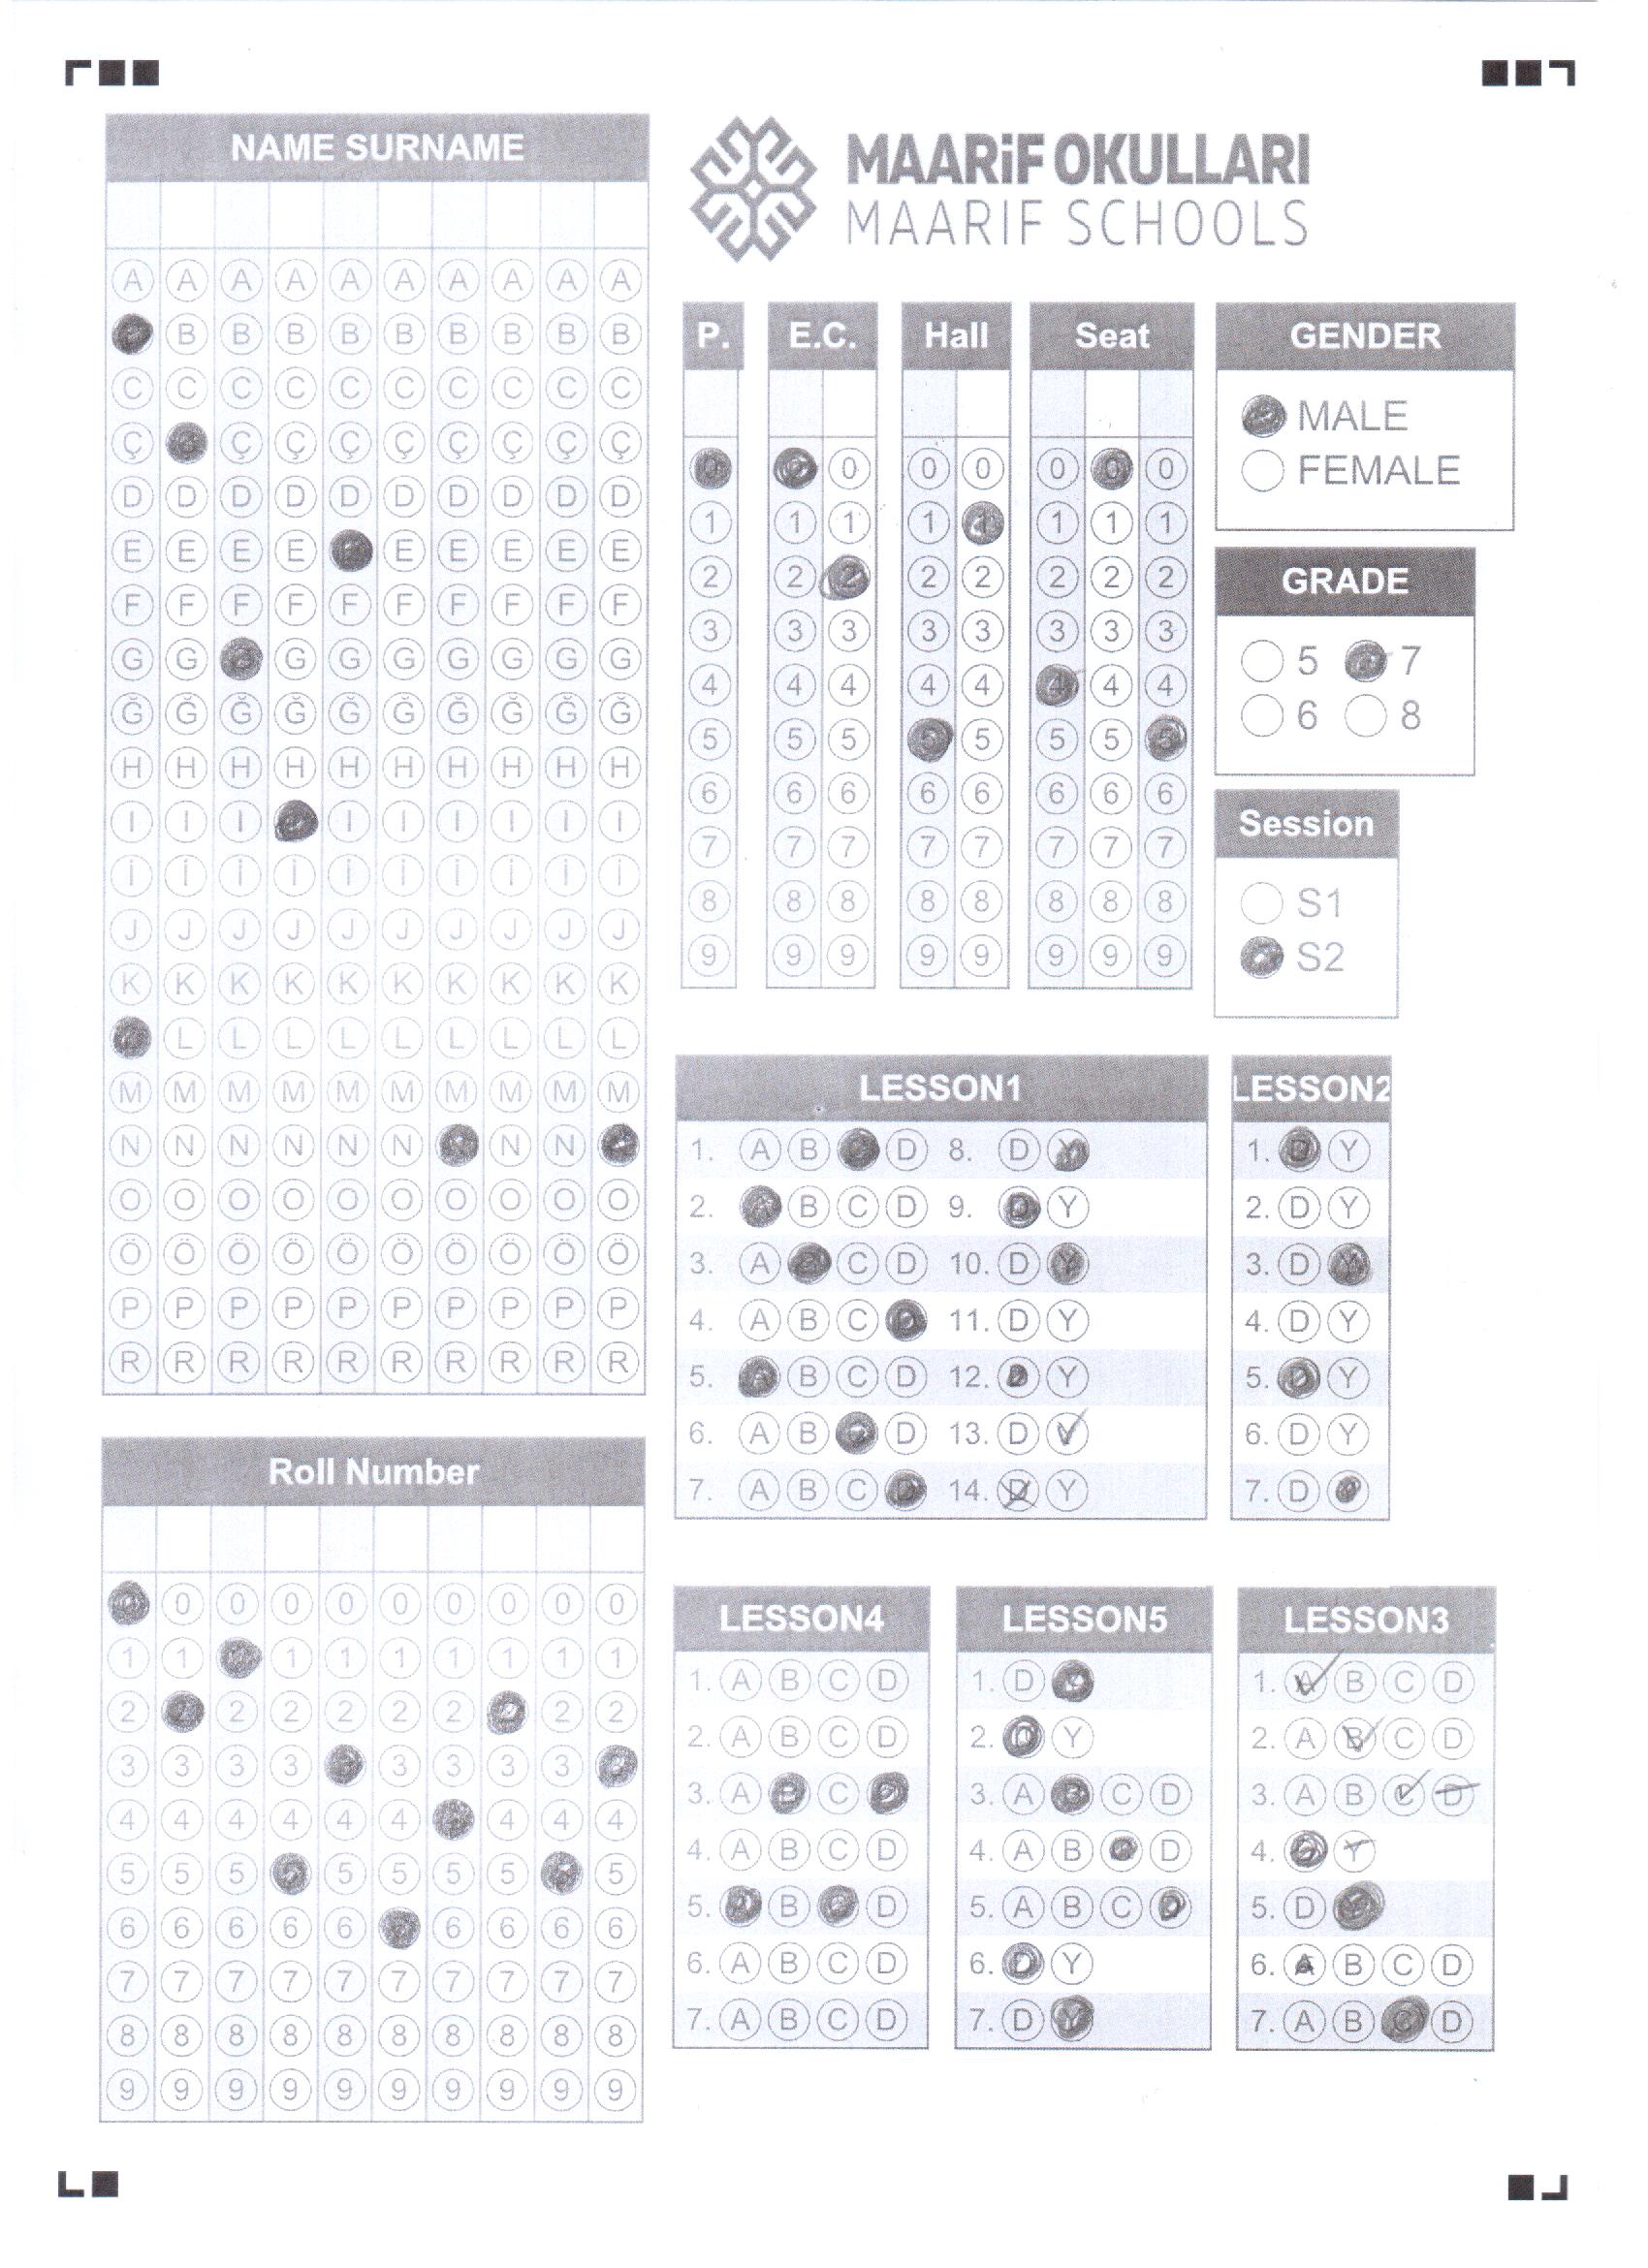 NAME SURNAME
A A A A A A A A A A
B B B B B B B B B
C C C C C C C C C C
Ç Ç Ç Ç Ç Ç Ç Ç Ç
D D D D D D D D D D
E E E E E E E E E
F F F F F F F F F F
G G G G G G G G G
Ğ Ğ Ğ Ğ Ğ Ğ Ğ Ğ Ğ Ğ
H H H H H H H H H H
I I I I I I I I I
İ İ İ İ İ İ İ İ İ İ
J J J J J J J J J J
K K K K K K K K K K
L L L L L L L L L
M M M M M M M M M M
N N N N N N N N
O O O O O O O O O O
Ö Ö Ö Ö Ö Ö Ö Ö Ö Ö
P P P P P P P P P P
R R R R R R R R R R
Roll Number
0 0 0 0 0 0 0 0 0
1 1 1 1 1 1 1 1 1
2 2 2 2 2 2 2 2
3 3 3 3 3 3 3 3
4 4 4 4 4 4 4 4 4
5 5 5 5 5 5 5 5
6 6 6 6 6 6 6 6 6
7 7 7 7 7 7 7 7 7 7
8 8 8 8 8 8 8 8 8 8
9 9 9 9 9 9 9 9 9 9
MAARİF OKULLARI
MAARIF SCHOOLS
P. E.C. Hall Seat
0 0 0 0 0 0 0
1 1 1 1 1 1 1 1
2 2 2 2 2 2 2 2
3 3 3 3 3 3 3 3
4 4 4 4 4 4 4 4
5 5 5 5 5 5 5 5
6 6 6 6 6 6 6 6
7 7 7 7 7 7 7 7
8 8 8 8 8 8 8 8
9 9 9 9 9 9 9 9
GENDER
MALE
FEMALE
GRADE
5 7
6 8
Session
S1
S2
LESSON1
1. A B D 8. D Y
2. A B C D 9. D Y
3. A C D 10. D Y
4. A B C D 11. D Y
5. A B C D 12. D Y
6. A B D 13. D Y
7. A B C D 14. D Y
LESSON2
1. D Y
2. D Y
3. D Y
4. D Y
5. D Y
6. D Y
7. D
LESSON4
1. A B C D
2. A B C D
3. A B C D
4. A B C D
5. A B C D
6. A B C D
7. A B C D
LESSON5
1. D
2. D Y
3. A B C D
4. A B C D
5. A B C D
6. D Y
7. D Y
LESSON3
1. A B C D
2. A B C D
3. A B C D
4. D Y
5. D Y
6. A B C D
7. A B C D